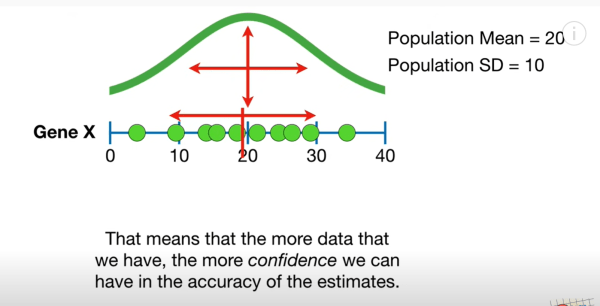 Population Mean = 20
Population SD = 10
Gene X
0 10 20 30 40
That means that the more data that
we have, the more confidence we can
have in the accuracy of the estimates.